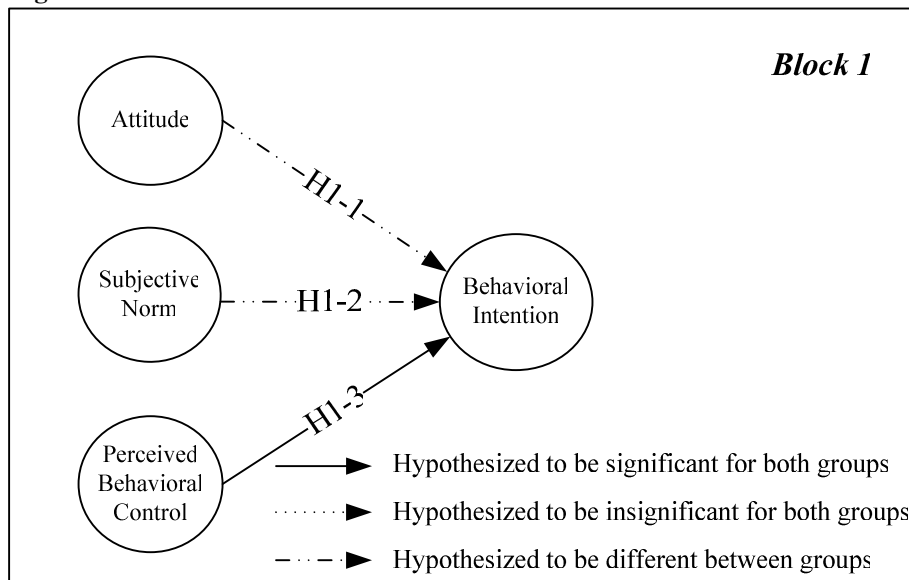 Block 1
Attitude
H1-1
Subjective
Norm
H1-2
Behavioral
Intention
H1-3
Perceived
Behavioral
Control
Hypothesized to be significant for both groups
Hypothesized to be insignificant for both groups
Hypothesized to be different between groups